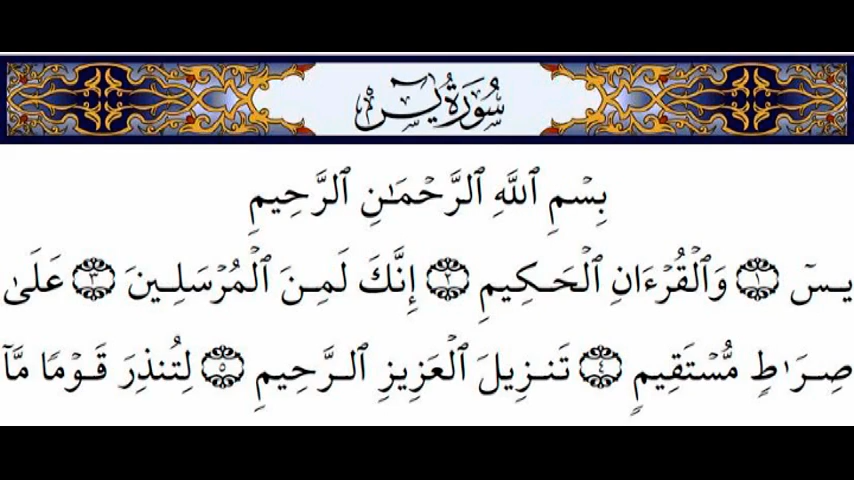 سُورَةُ يسٓ
بِسْمِ ٱللَّهِ ٱلرَّحْمَٰنِ ٱلرَّحِيمِ
يسٓ ١ وَٱلْقُرْءَانِ ٱلْحَكِيمِ ٢ إِنَّكَ لَمِنَ ٱلْمُرْسَلِينَ ٣ عَلَىٰ
صِرَٰطٍ مُّسْتَقِيمٍ ٤ تَنزِيلَ ٱلْعَزِيزِ ٱلرَّحِيمِ ٥ لِتُنذِرَ قَوْمًا مَّآ